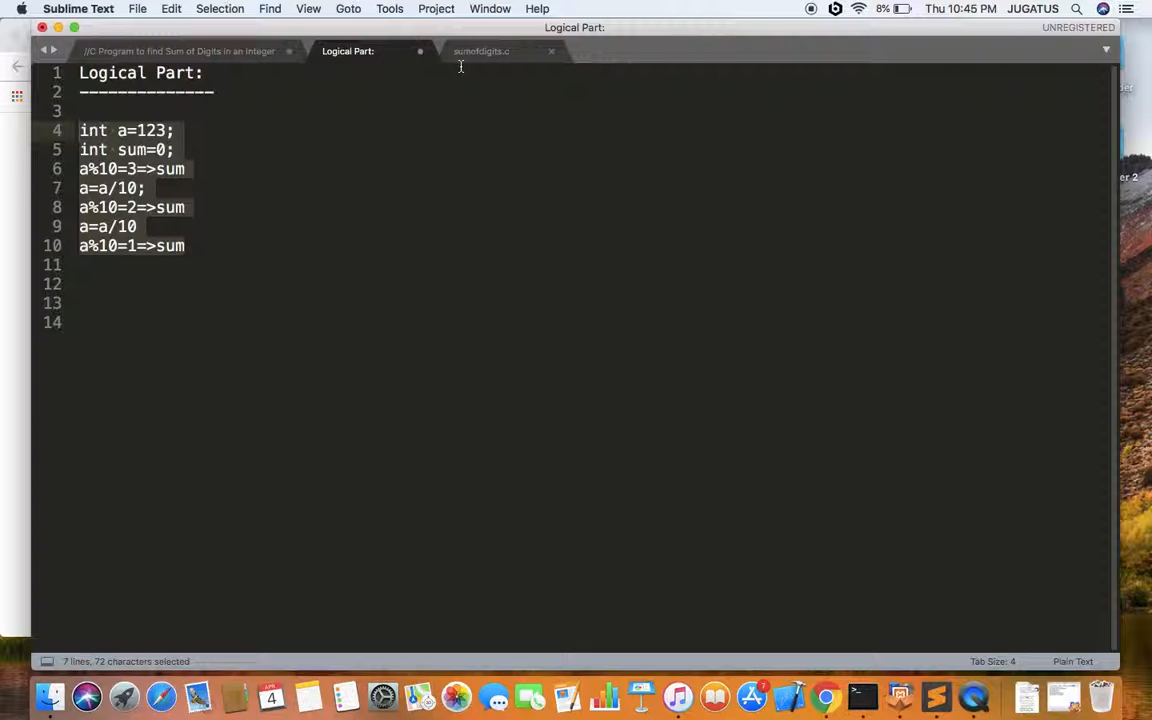 Sublime Text File Edit Selection Find View Goto Tools Project Window Help 8% Thu 10:45 PM JUGATUS
Logical Part: UNREGISTERED
//C Program to find Sum of Digits in an Integer Logical Part: sumofdigits.c
1 Logical Part:
2 --------------
3
4 int a=123;
5 int sum=0;
6 a%10=3=>sum
7 a=a/10;
8 a%10=2=>sum
9 a=a/10
10 a%10=1=>sum
11
12
13
14
7 lines, 72 characters selected Tab Size: 4 Plain Text